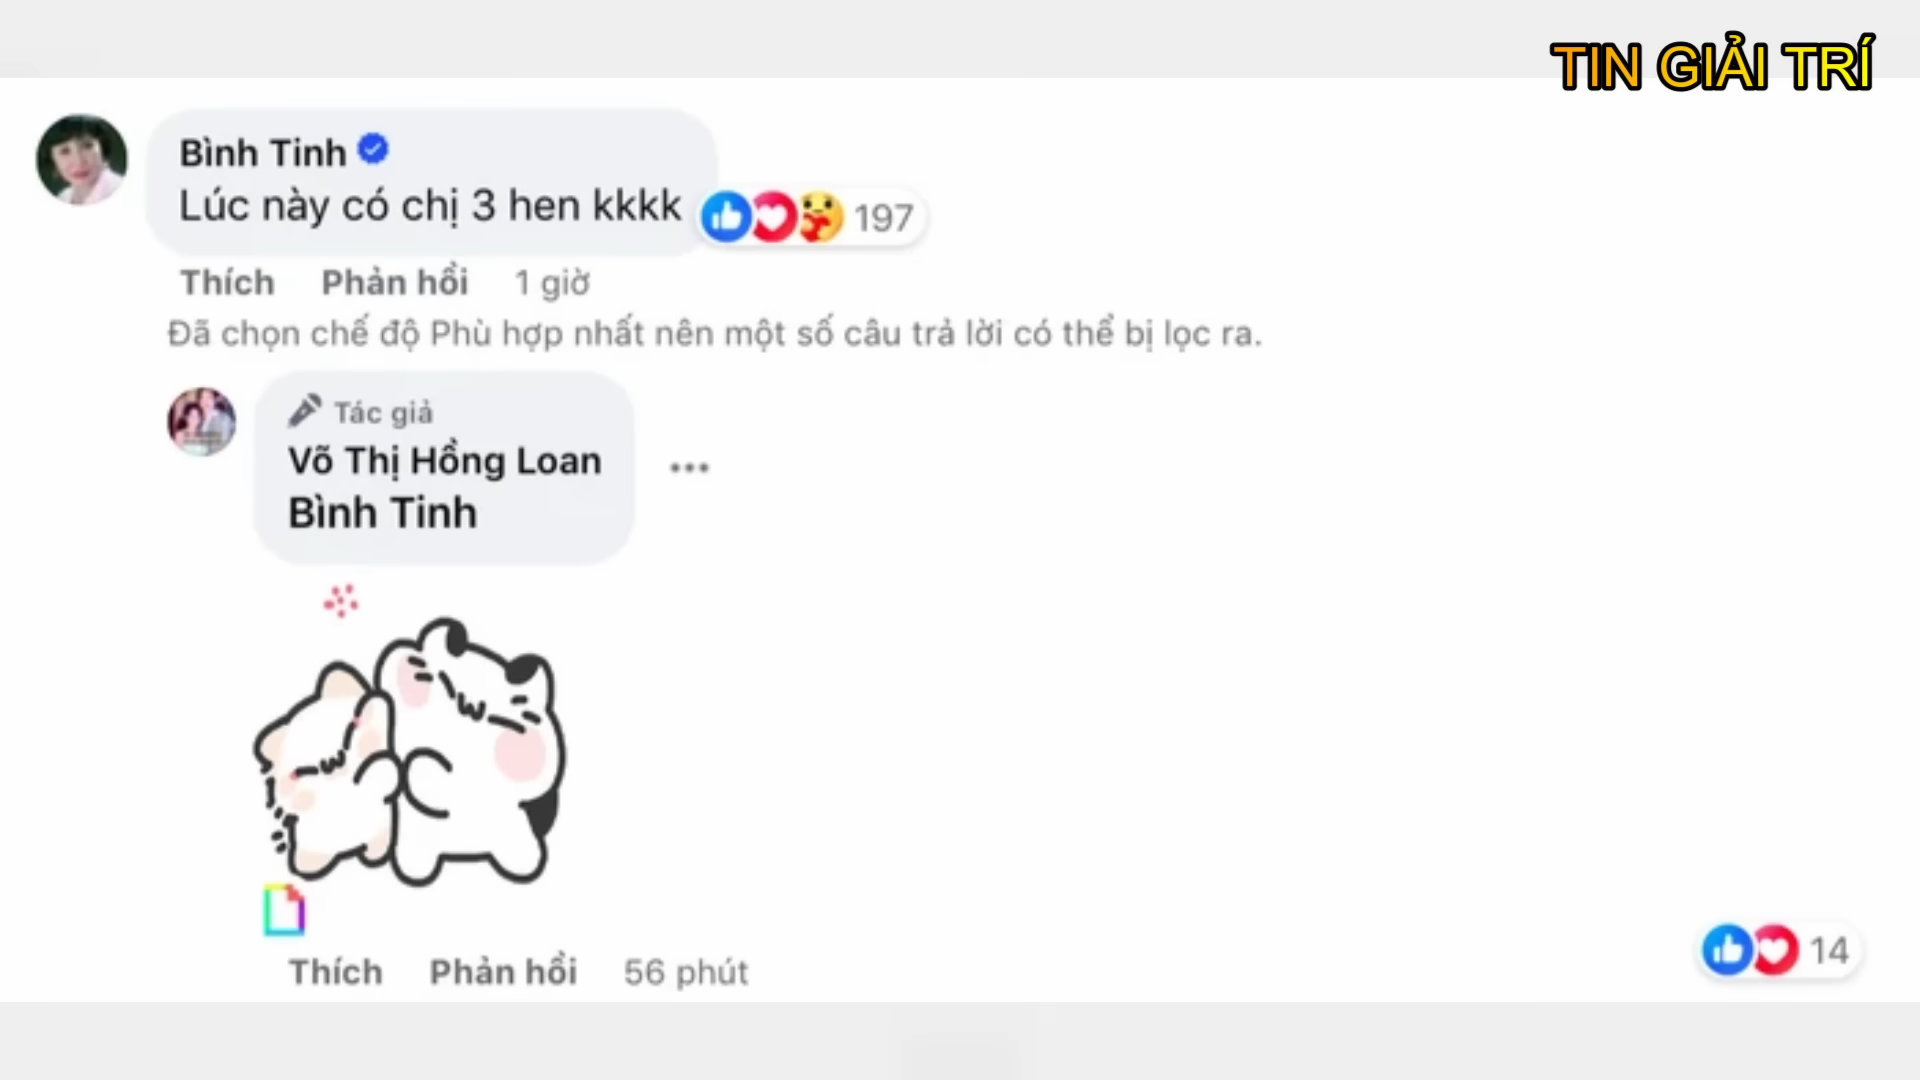 TIN GIẢI TRÍ
Bình Tinh
Lúc này có chị 3 hen kkkk
197
Thích Phản hồi 1 giờ
Đã chọn chế độ Phù hợp nhất nên một số câu trả lời có thể bị lọc ra.
Tác giả
Võ Thị Hồng Loan
Bình Tinh
Thích Phản hồi 56 phút
14